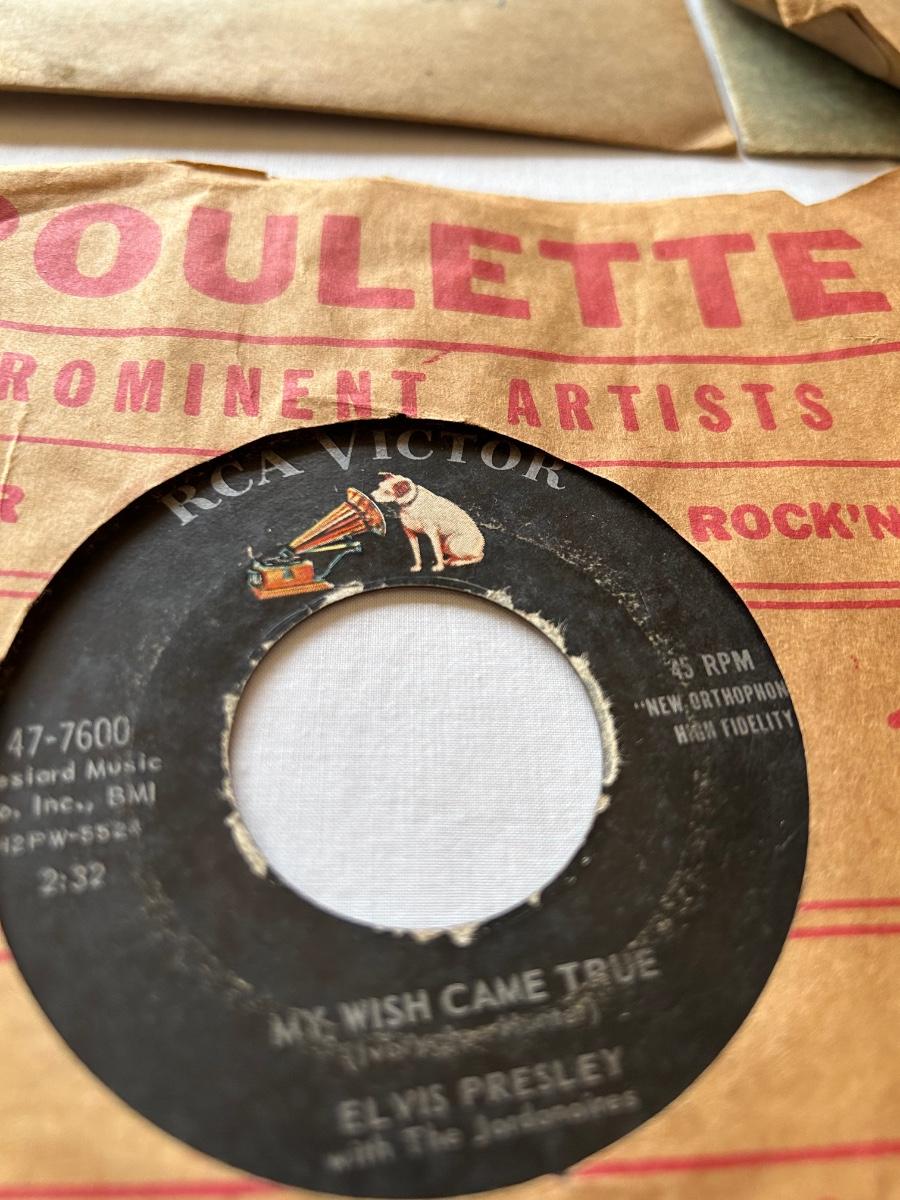 OULETTE
ROMINENT ARTISTS
R
ROCK'N
RCA VICTOR
45 RPM
"NEW ORTHOPHON
HIGH FIDELITY
47-7600
Music
o. Inc., BMI
2:32
MY WISH CAME TRUE
ELVIS PRESLEY
with The Jordanaires